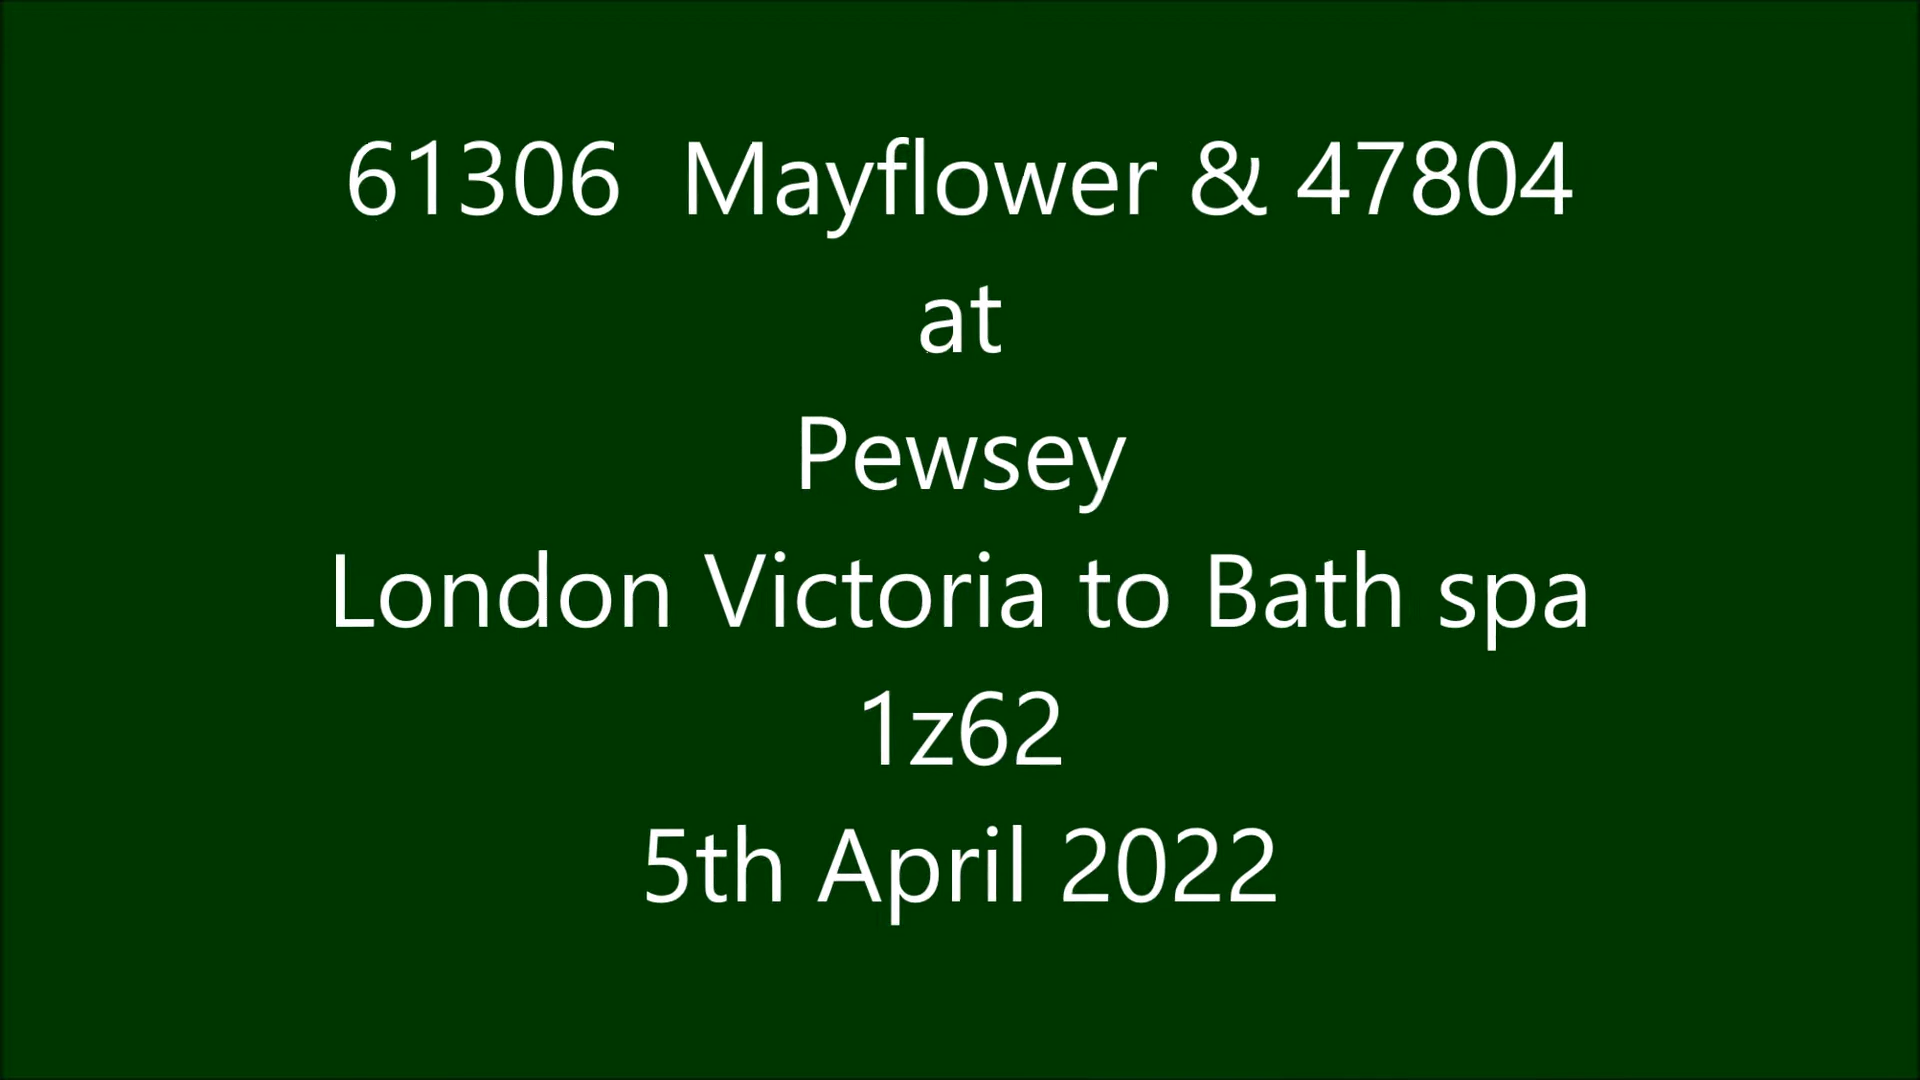 61306  Mayflower & 47804
at
Pewsey
London Victoria to Bath spa
1z62
5th April 2022